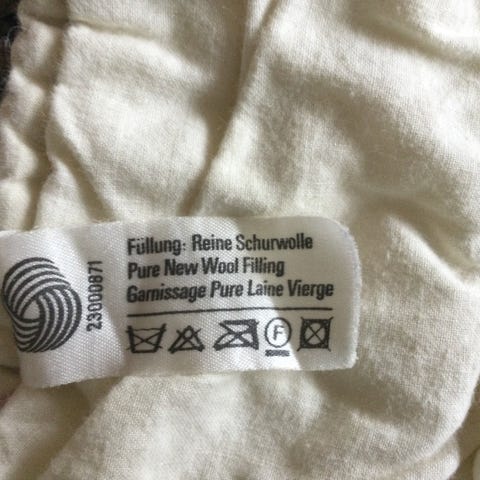 23000871
Füllung: Reine Schurwolle
Pure New Wool Filling
Garnissage Pure Laine Vierge
F